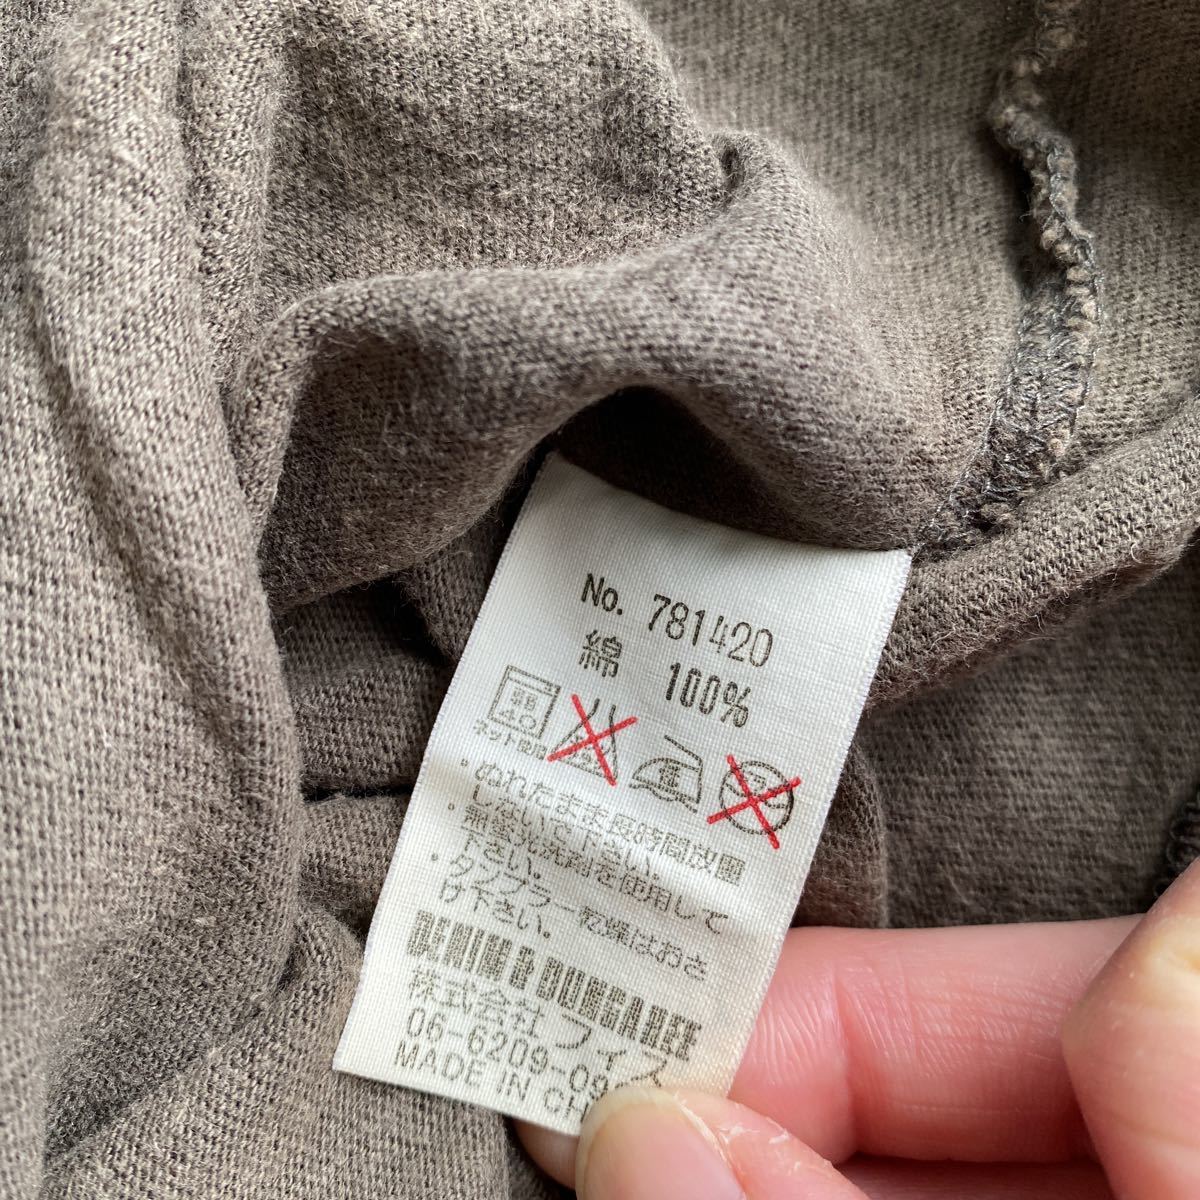 No. 781420
綿 100%
弱 40
ネット使用
・ぬれたまま長時間放置
しないで下さい。
・無蛍光洗剤を使用して
下さい。
・タンブラー乾燥はおさ
け下さい。
DENIM & DUNGAREE
株式会社 フィス
06-6209-09
MADE IN CH